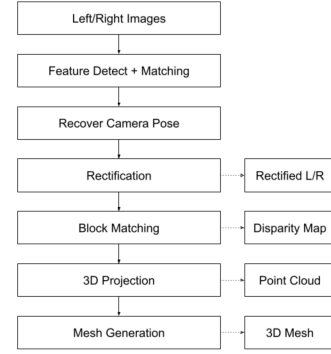 Left/Right Images
Feature Detect + Matching
Recover Camera Pose
Rectification
Rectified L/R
Block Matching
Disparity Map
3D Projection
Point Cloud
Mesh Generation
3D Mesh